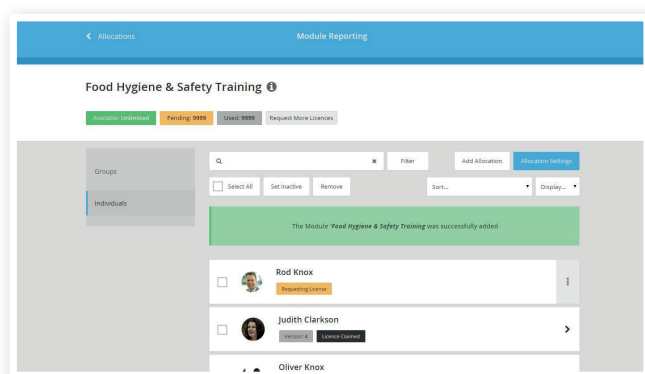 Allocations
Module Reporting
Food Hygiene & Safety Training
Available: Unlimited
Pending: 9999
Used: 9999
Request More Licences
Groups
Individuals
Filter
Add Allocation
Allocation Settings
Select All
Set Inactive
Remove
Sort...
Display...
The Module 'Food Hygiene & Safety Training was successfully added
Rod Knox
Requesting License
Judith Clarkson
Version: A
Licence Claimed
Oliver Knox